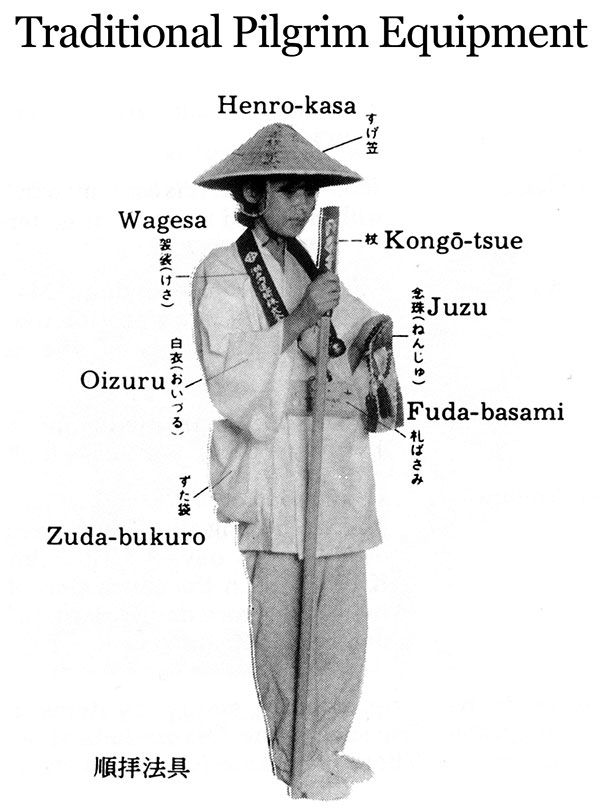 Traditional Pilgrim Equipment
Henro-kasa
すげ笠
Wagesa
袈裟(けさ)
杖
Kongō-tsue
念珠(ねんじゅ)
Juzu
白衣(おいづる)
Oizuru
Fuda-basami
札ばさみ
ずた袋
Zuda-bukuro
順拝法具